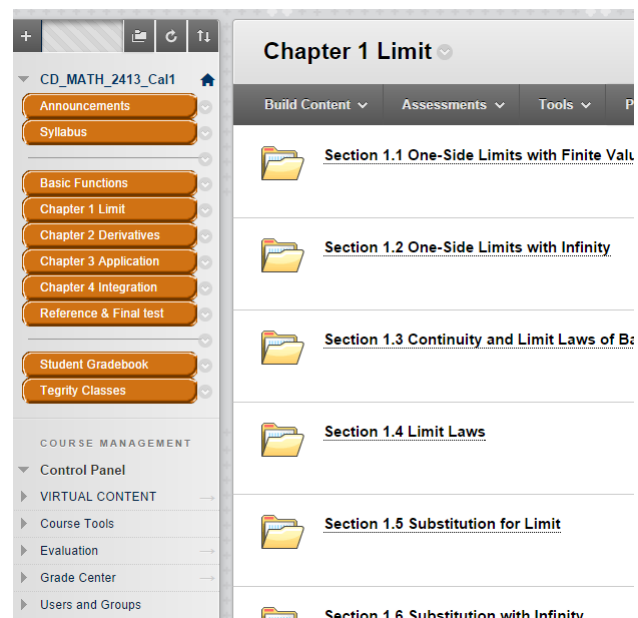 CD_MATH_2413_Cal1
Announcements
Syllabus
Basic Functions
Chapter 1 Limit
Chapter 2 Derivatives
Chapter 3 Application
Chapter 4 Integration
Reference & Final test
Student Gradebook
Tegrity Classes
COURSE MANAGEMENT
Control Panel
VIRTUAL CONTENT
Course Tools
Evaluation
Grade Center
Users and Groups
Chapter 1 Limit
Build Content Assessments Tools P
Section 1.1 One-Side Limits with Finite Valu
Section 1.2 One-Side Limits with Infinity
Section 1.3 Continuity and Limit Laws of Ba
Section 1.4 Limit Laws
Section 1.5 Substitution for Limit
Section 1.6 Substitution with Infinity